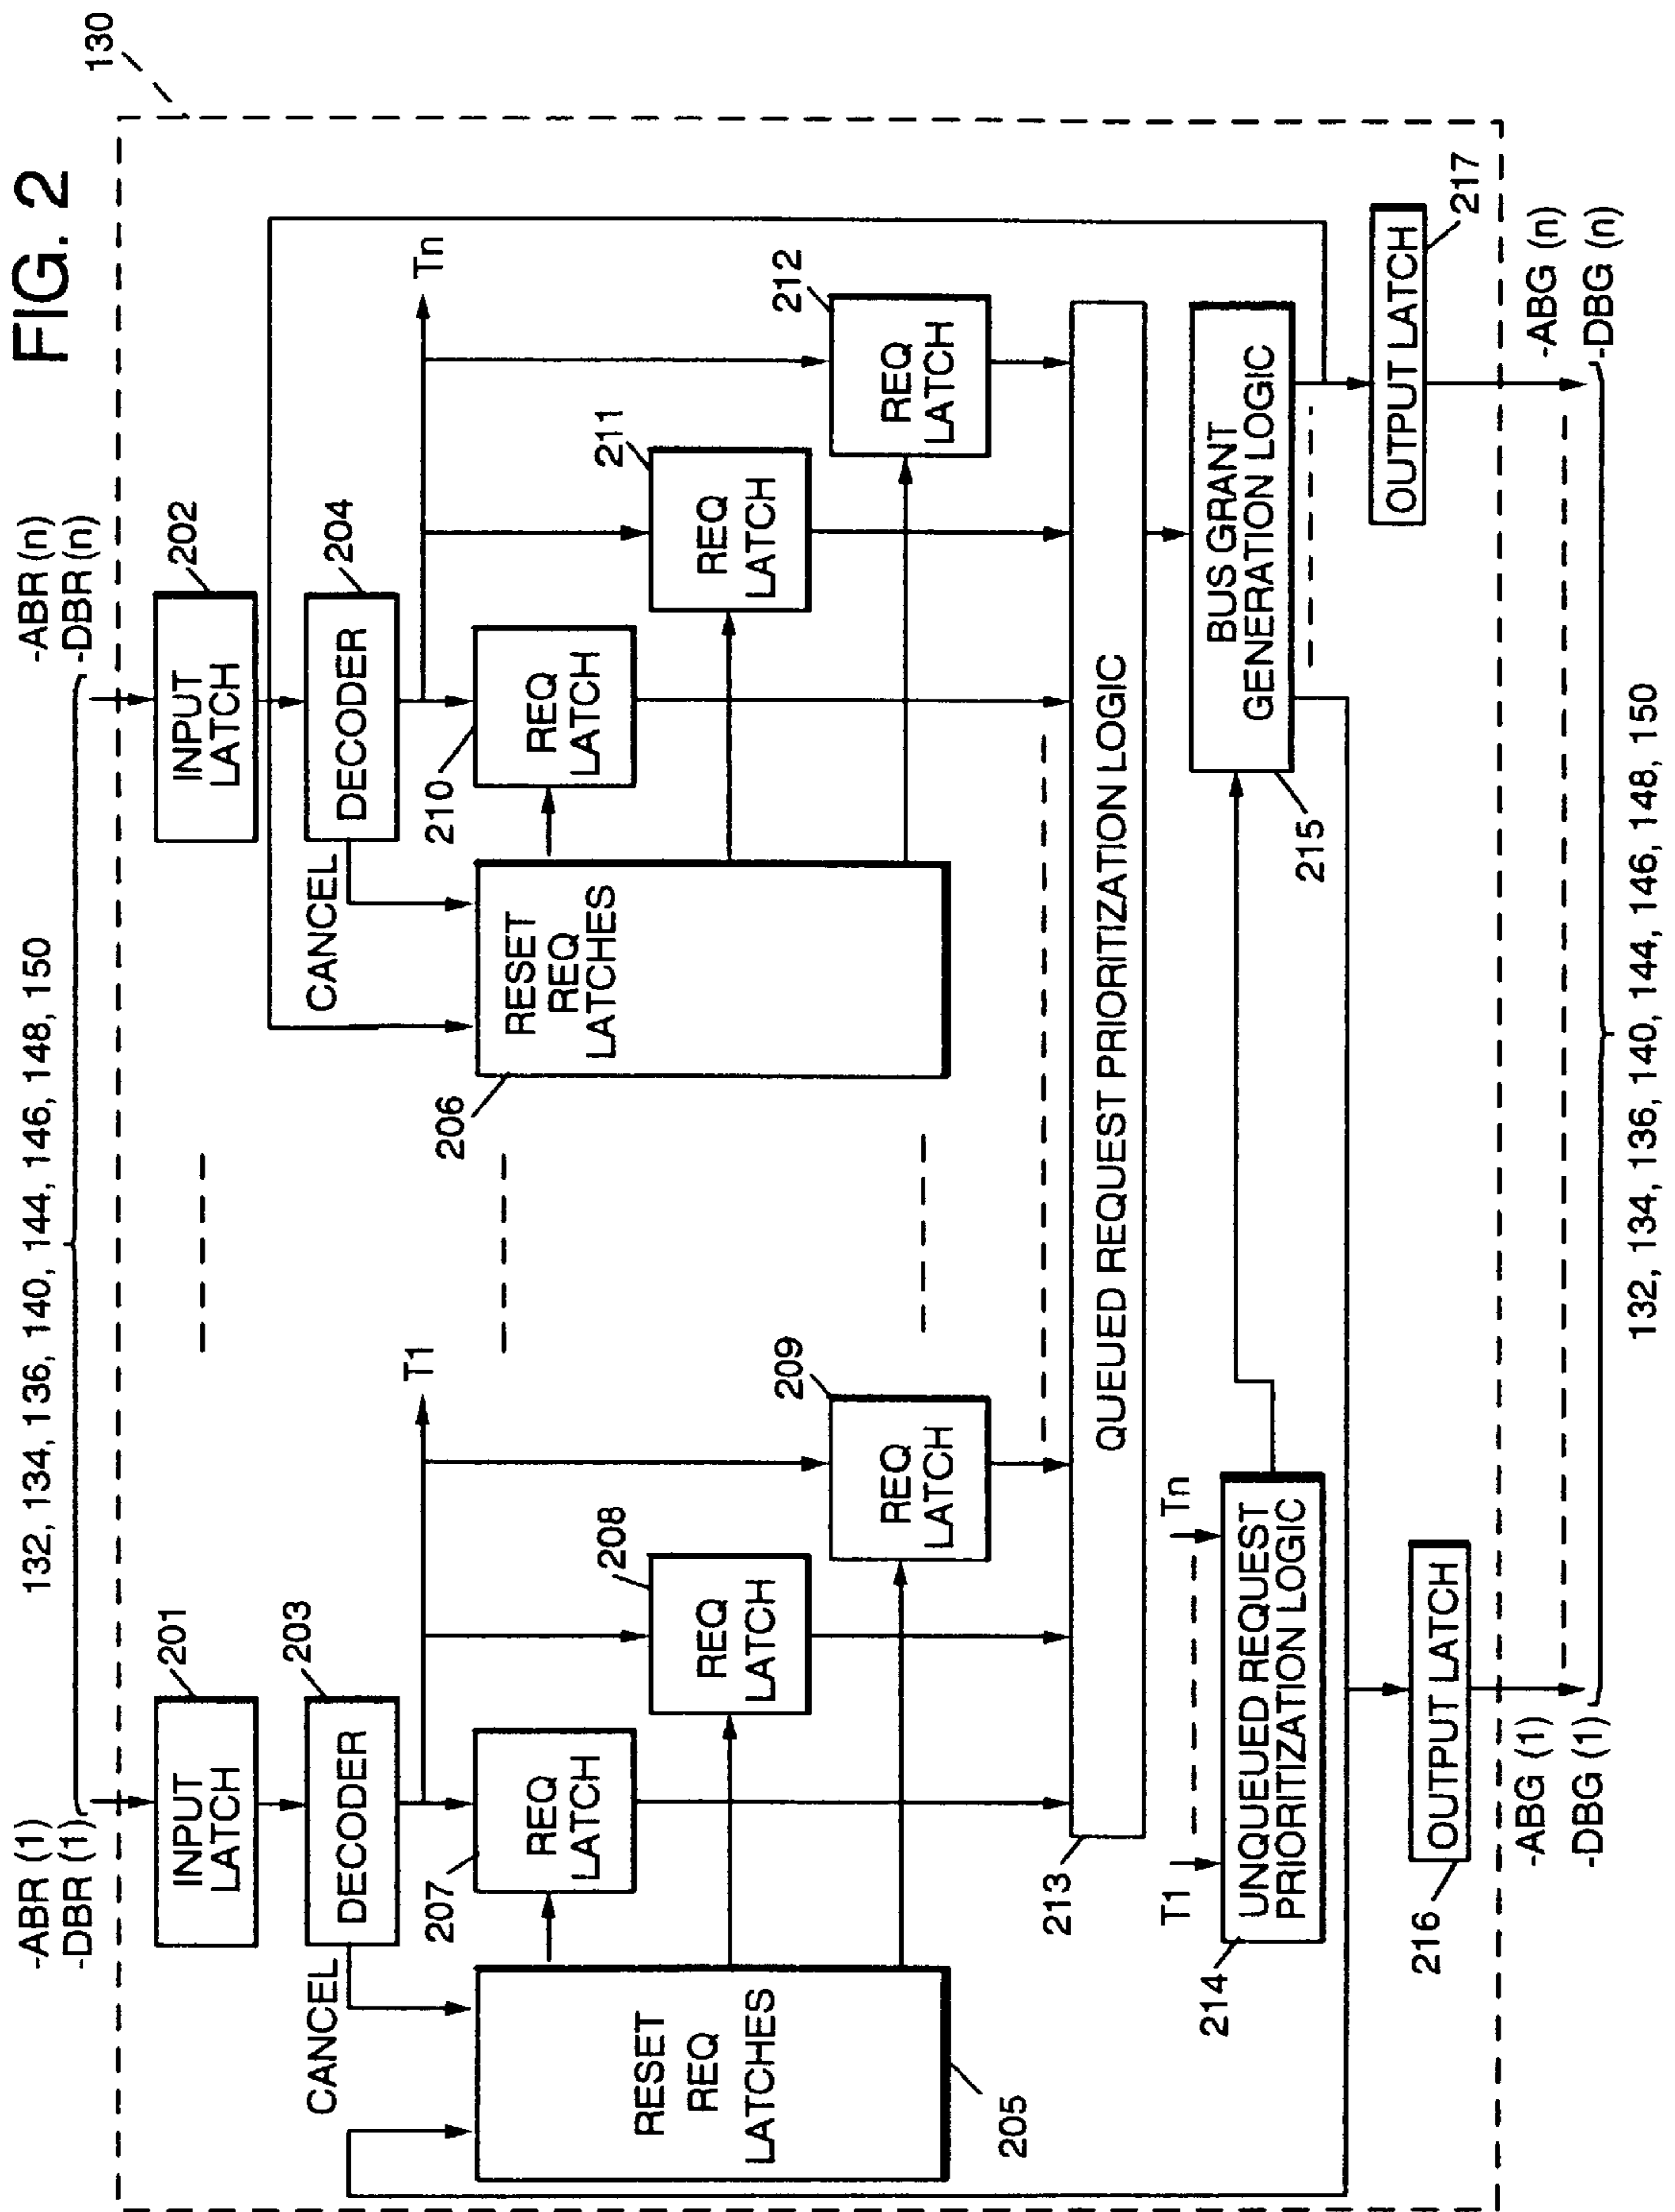 FIG. 2
130
132, 134, 136, 140, 144, 146, 148, 150
-ABR (1)
-DBR (1)
-ABR (n)
-DBR (n)
INPUT
LATCH
201
INPUT
LATCH
202
CANCEL
DECODER
203
CANCEL
DECODER
204
T1
Tn
RESET
REQ
LATCHES
205
REQ
LATCH
207
REQ
LATCH
208
REQ
LATCH
209
RESET
REQ
LATCHES
206
REQ
LATCH
210
REQ
LATCH
211
REQ
LATCH
212
QUEUED REQUEST PRIORITIZATION LOGIC
213
T1
Tn
UNQUEUED REQUEST
PRIORITIZATION LOGIC
214
BUS GRANT
GENERATION LOGIC
215
OUTPUT LATCH
216
OUTPUT LATCH
217
-ABG (1)
-DBG (1)
-ABG (n)
-DBG (n)
132, 134, 136, 140, 144, 146, 148, 150